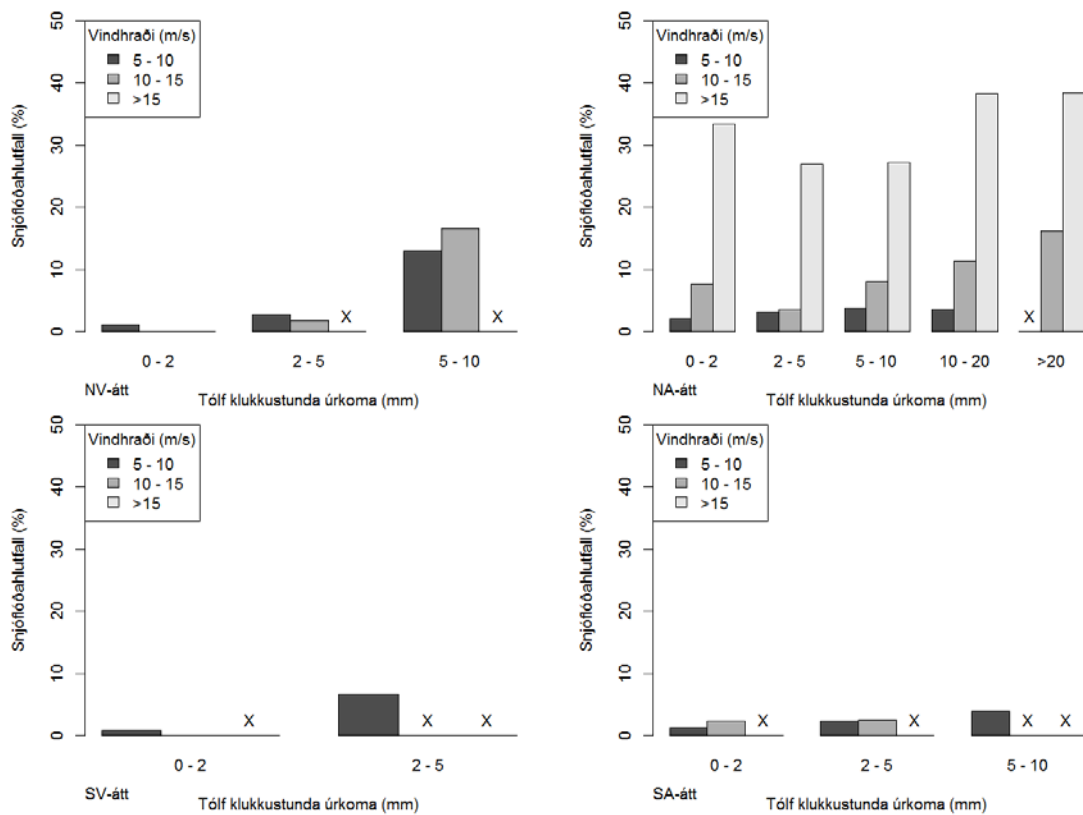 Snjóflóðahlutfall (%)
50
40
30
20
10
0
Vindhraði (m/s)
5 - 10
10 - 15
>15
X
X
0 - 2 2 - 5 5 - 10
NV-átt
Tólf klukkustunda úrkoma (mm)
Snjóflóðahlutfall (%)
50
40
30
20
10
0
Vindhraði (m/s)
5 - 10
10 - 15
>15
X
0 - 2 2 - 5 5 - 10 10 - 20 >20
NA-átt
Tólf klukkustunda úrkoma (mm)
Snjóflóðahlutfall (%)
50
40
30
20
10
0
Vindhraði (m/s)
5 - 10
10 - 15
>15
X X X
0 - 2 2 - 5
SV-átt
Tólf klukkustunda úrkoma (mm)
Snjóflóðahlutfall (%)
50
40
30
20
10
0
Vindhraði (m/s)
5 - 10
10 - 15
>15
X X X X
0 - 2 2 - 5 5 - 10
SA-átt
Tólf klukkustunda úrkoma (mm)